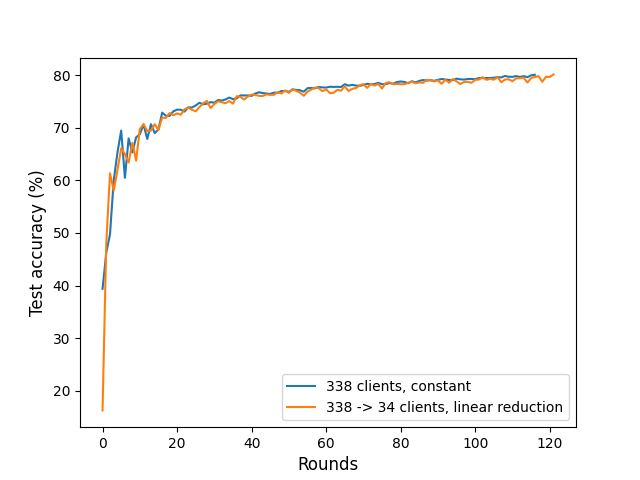 80
70
60
50
40
30
20
Test accuracy (%)
338 clients, constant
338 -> 34 clients, linear reduction
0 20 40 60 80 100 120
Rounds